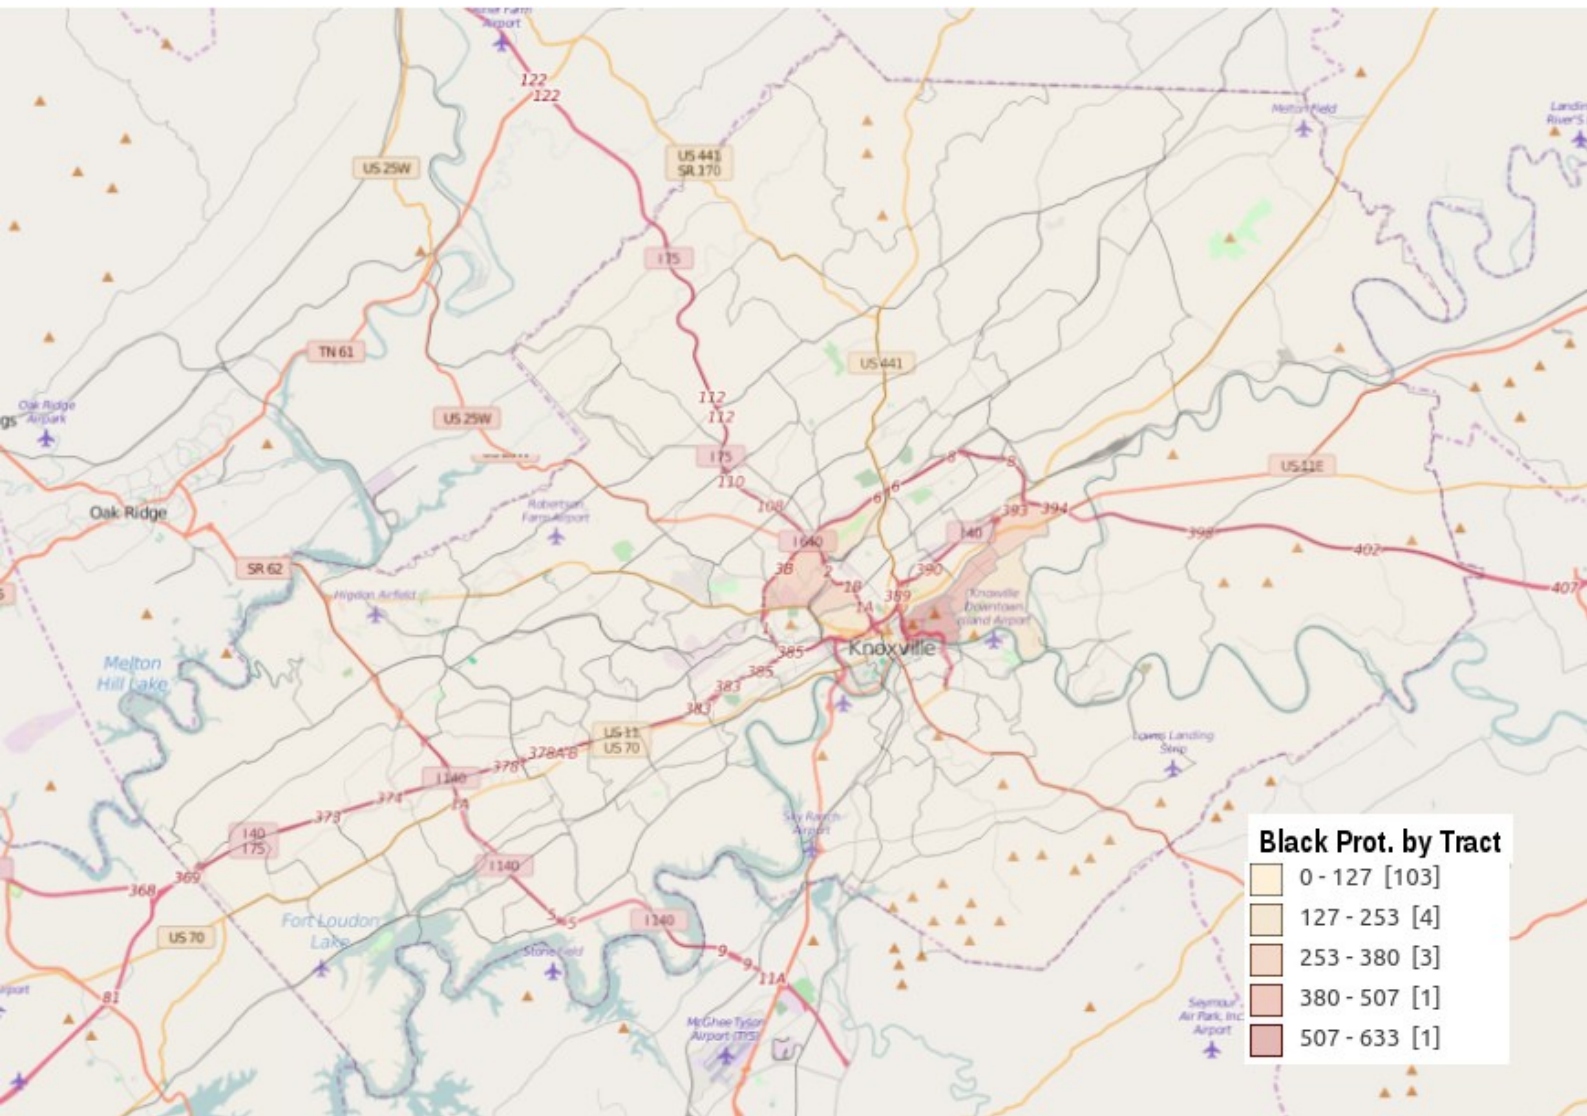 Airport
122
122
US 25W
US 441
SR 170
Melton Field
I 75
TN 61
US 441
Oak Ridge
Airpark
112
112
US 25W
I 75
8
8
US 11E
110
108
6
6
Oak Ridge
Robertson
Farm Airport
393
394
I 40
398
I 640
402
SR 62
3B
2
390
407
1B
Higdon Airfield
389
Knoxville
Downtown
Island Airport
1A
1
Knoxville
385
385
Melton
Hill Lake
383
383
US 11
US 70
378A B
378
I 140
374
1A
373
I 40
I 75
Sky Ranch
Airport
I 140
369
368
Black Prot. by Tract
0 - 127 [103]
127 - 253 [4]
253 - 380 [3]
380 - 507 [1]
507 - 633 [1]
5
5
I 140
Fort Loudon
Lake
US 70
9
9
11A
81
McGhee Tyson
Airport (TYS)
Seymour
Air Park, Inc
Airport